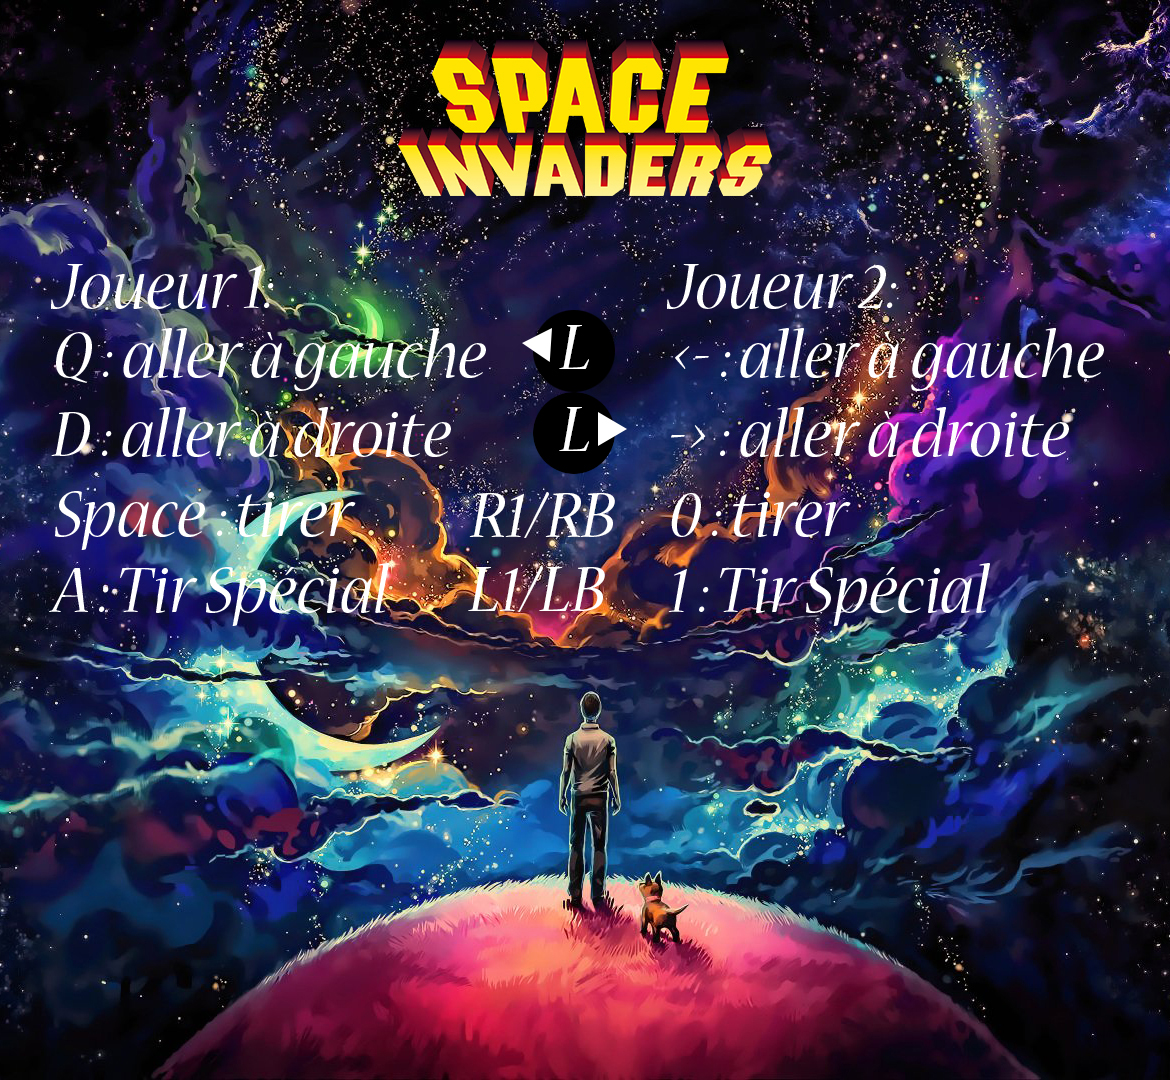 SPACE
INVADERS
Joueur 1:
Q : aller à gauche
L
D : aller à droite
L
Space : tirer
R1/RB
A : Tir Spécial
L1/LB
Joueur 2:
<- : aller à gauche
-> : aller à droite
0 : tirer
1 : Tir Spécial